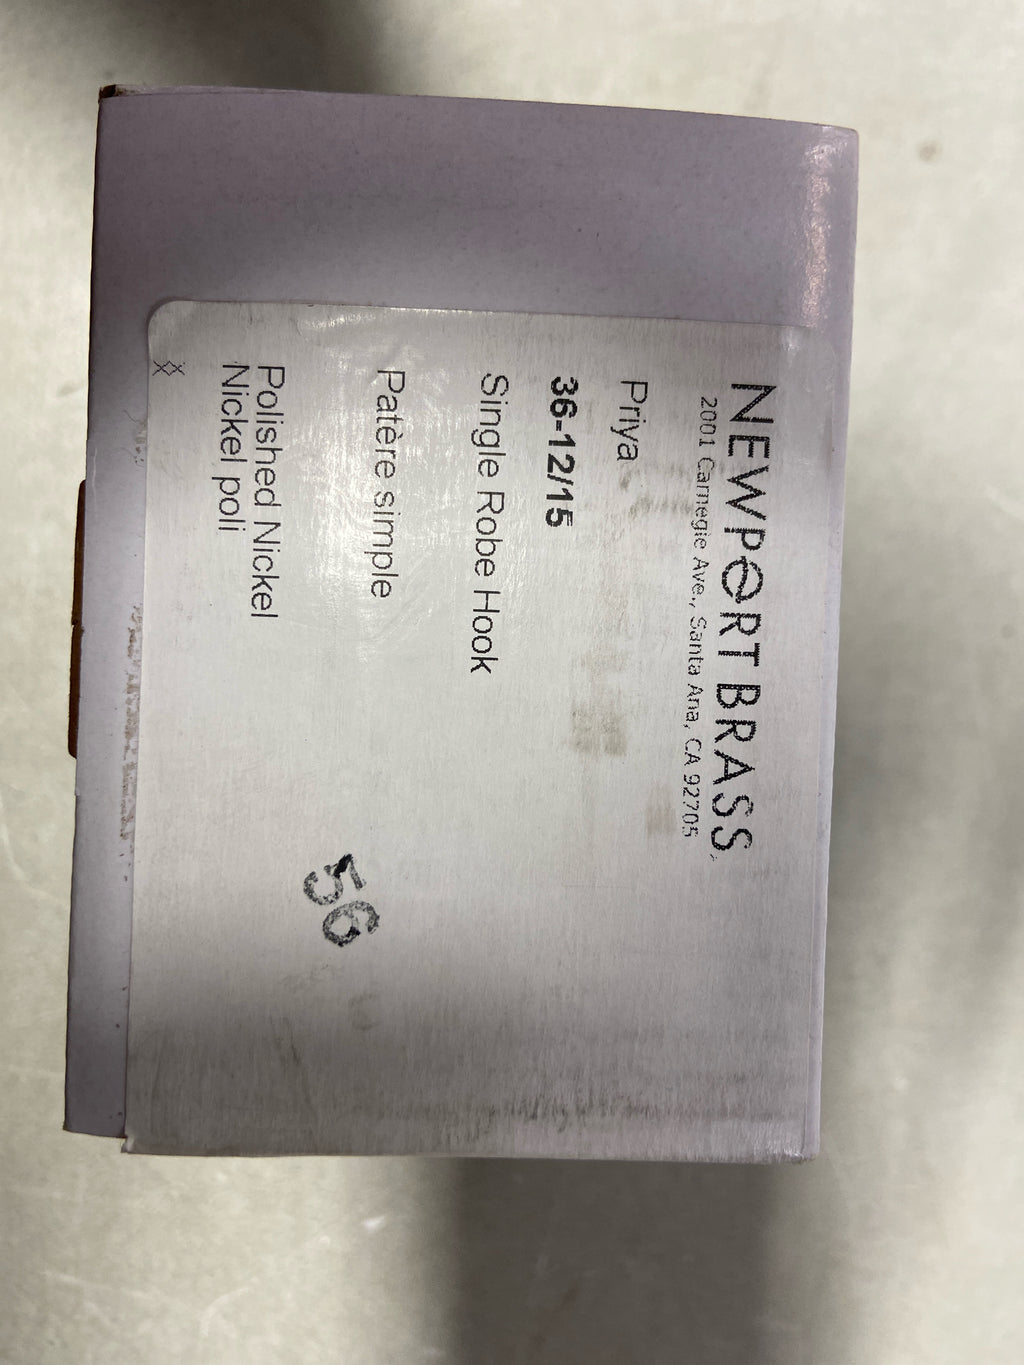 NEWPORT BRASS
2001 Carnegie Ave., Santa Ana, CA 92705
Priya
36-12/15
Single Robe Hook
Patère simple
Polished Nickel
Nickel poli
56